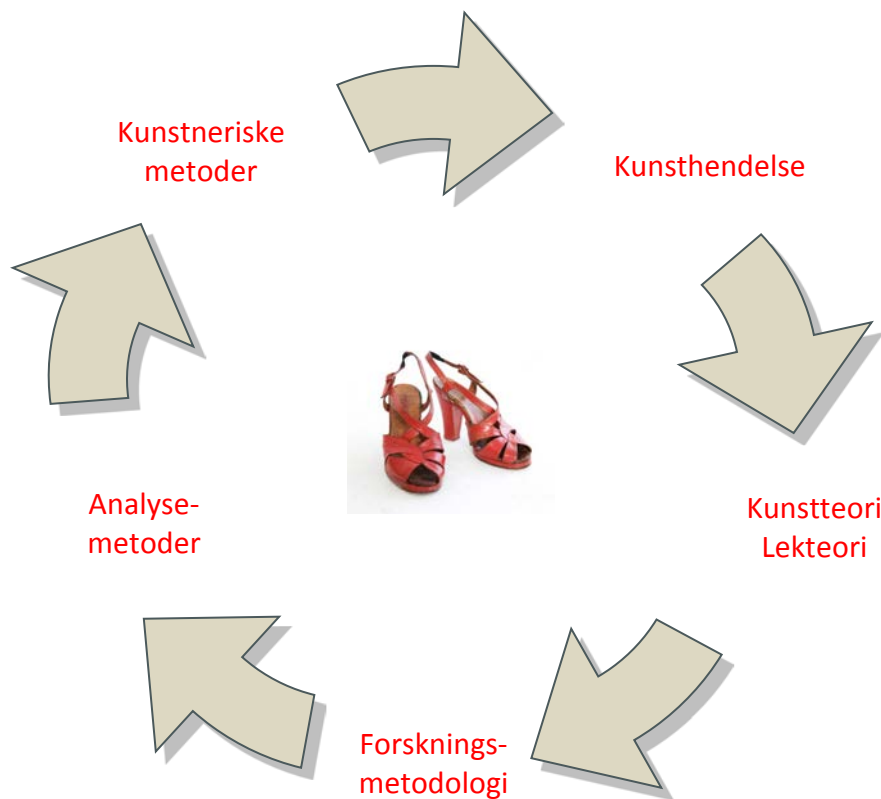 Kunstneriske
metoder
Kunsthendelse
Kunstteori
Lekteori
Forsknings-
metodologi
Analyse-
metoder